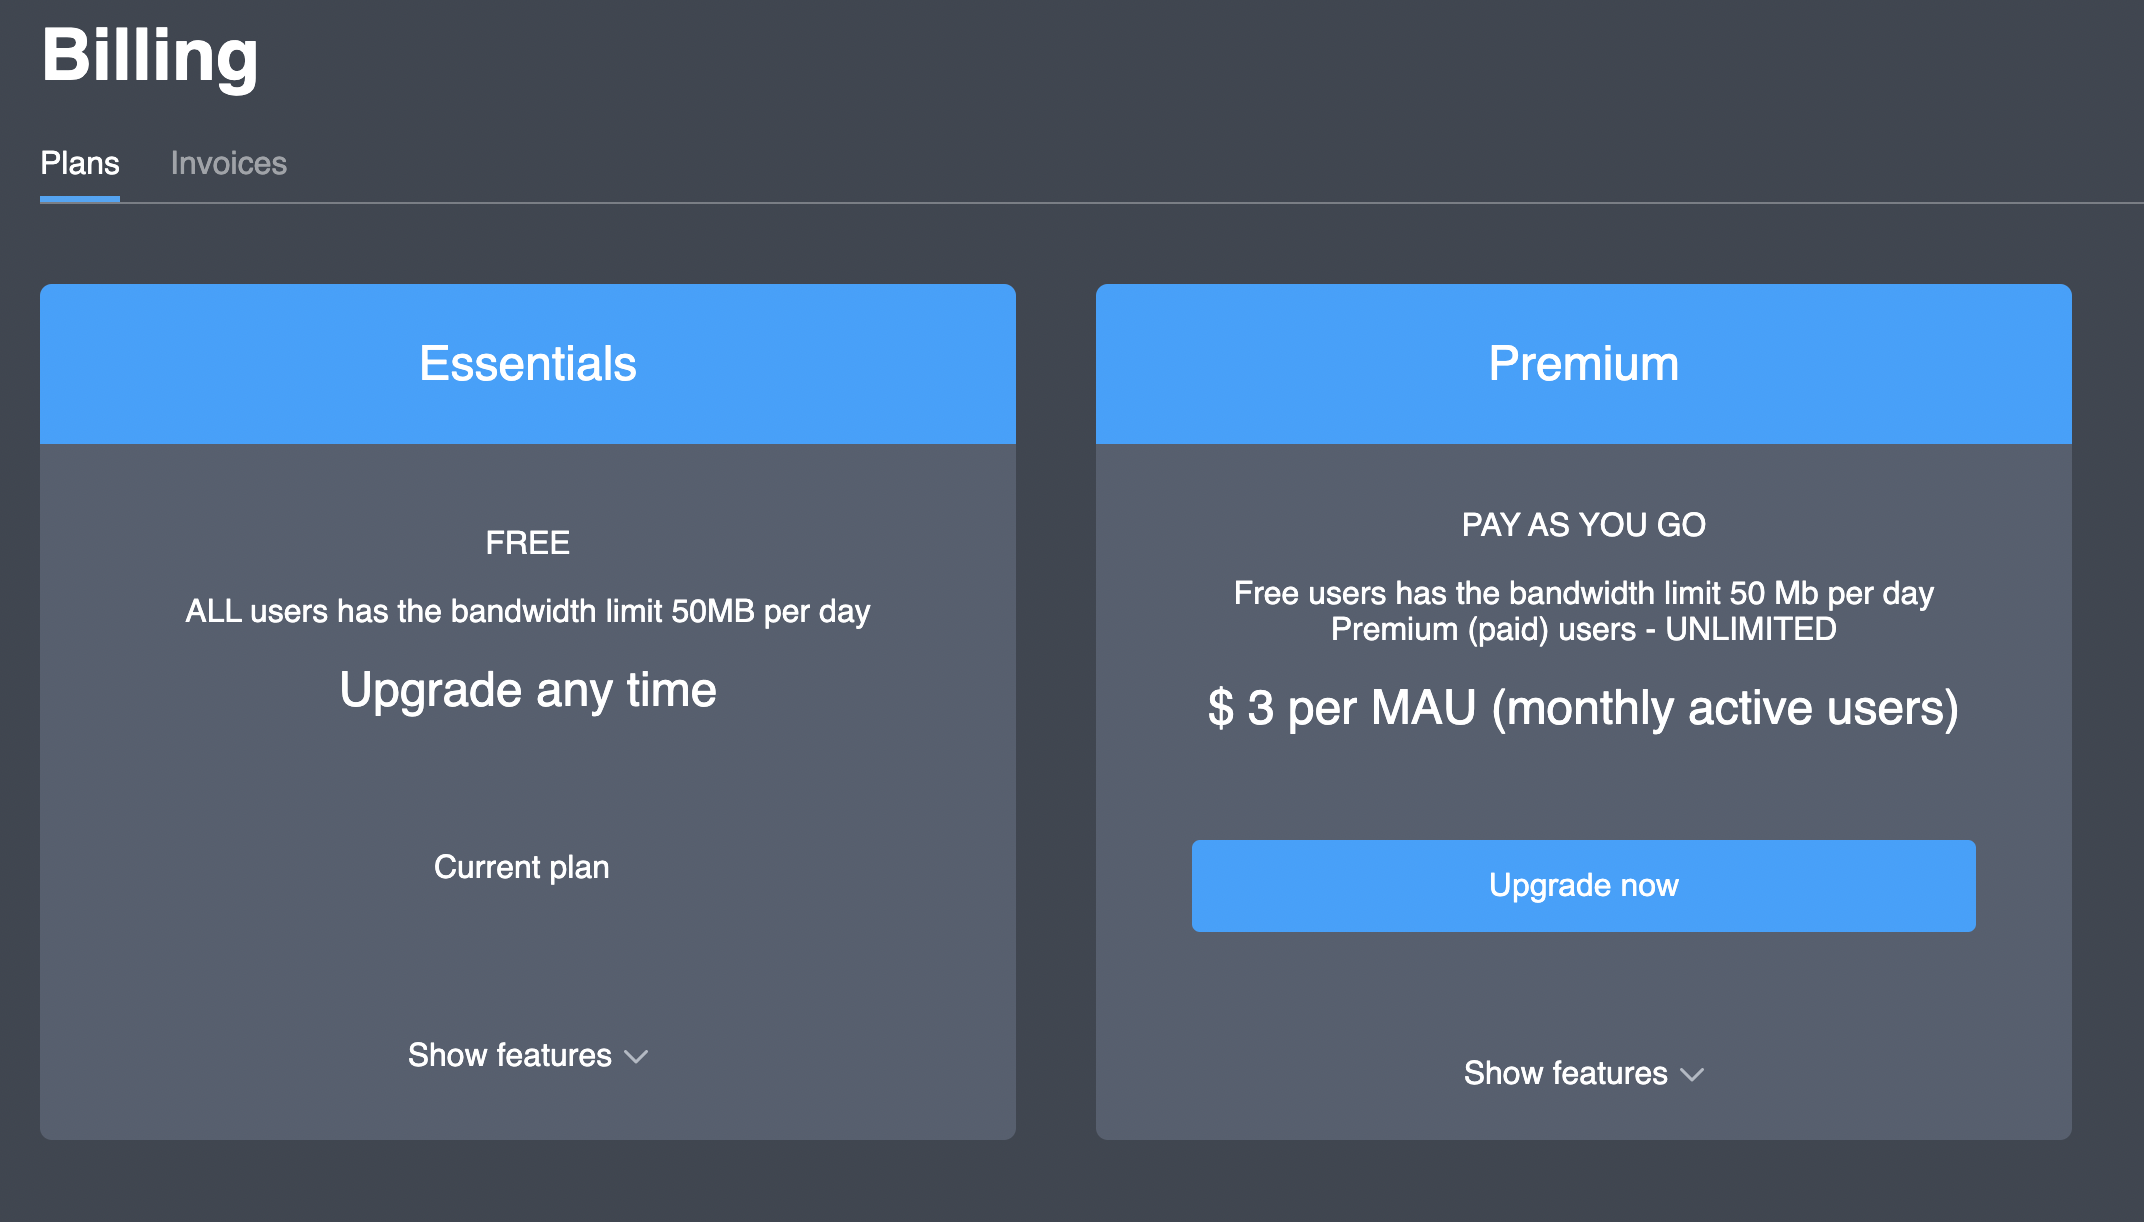 Billing
Plans
Invoices
Essentials
FREE
ALL users has the bandwidth limit 50MB per day
Upgrade any time
Current plan
Show features
Premium
PAY AS YOU GO
Free users has the bandwidth limit 50 Mb per day
Premium (paid) users - UNLIMITED
$ 3 per MAU (monthly active users)
Upgrade now
Show features